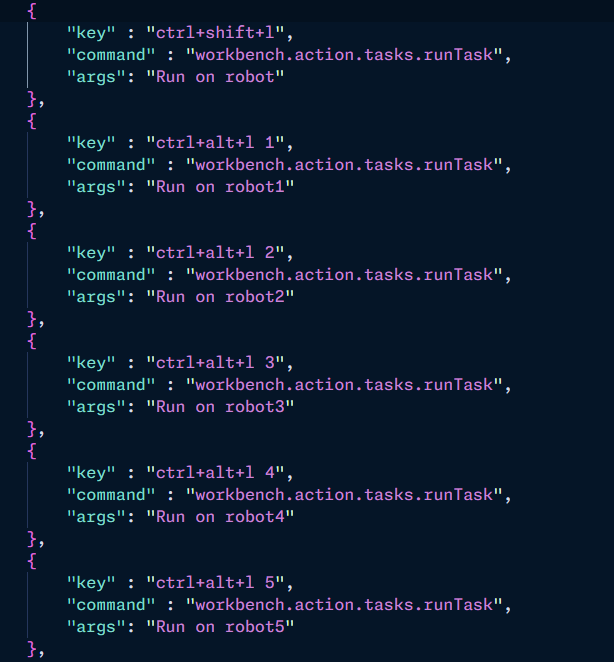 {
"key" : "ctrl+shift+l",
"command" : "workbench.action.tasks.runTask",
"args": "Run on robot"
},
{
"key" : "ctrl+alt+l 1",
"command" : "workbench.action.tasks.runTask",
"args": "Run on robot1"
},
{
"key" : "ctrl+alt+l 2",
"command" : "workbench.action.tasks.runTask",
"args": "Run on robot2"
},
{
"key" : "ctrl+alt+l 3",
"command" : "workbench.action.tasks.runTask",
"args": "Run on robot3"
},
{
"key" : "ctrl+alt+l 4",
"command" : "workbench.action.tasks.runTask",
"args": "Run on robot4"
},
{
"key" : "ctrl+alt+l 5",
"command" : "workbench.action.tasks.runTask",
"args": "Run on robot5"
},